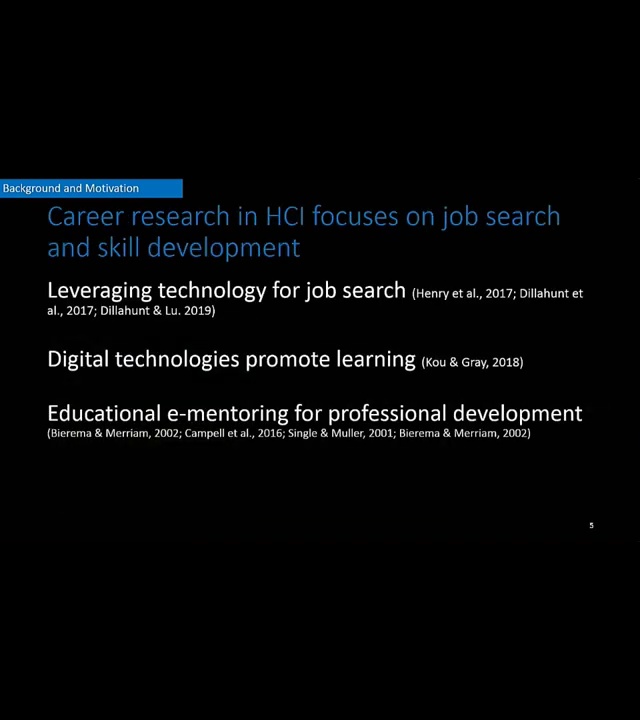 Background and Motivation
Career research in HCI focuses on job search
and skill development
Leveraging technology for job search (Henry et al., 2017; Dillahunt et
al., 2017; Dillahunt & Lu. 2019)
Digital technologies promote learning (Kou & Gray, 2018)
Educational e-mentoring for professional development
(Bierema & Merriam, 2002; Campell et al., 2016; Single & Muller, 2001; Bierema & Merriam, 2002)
5